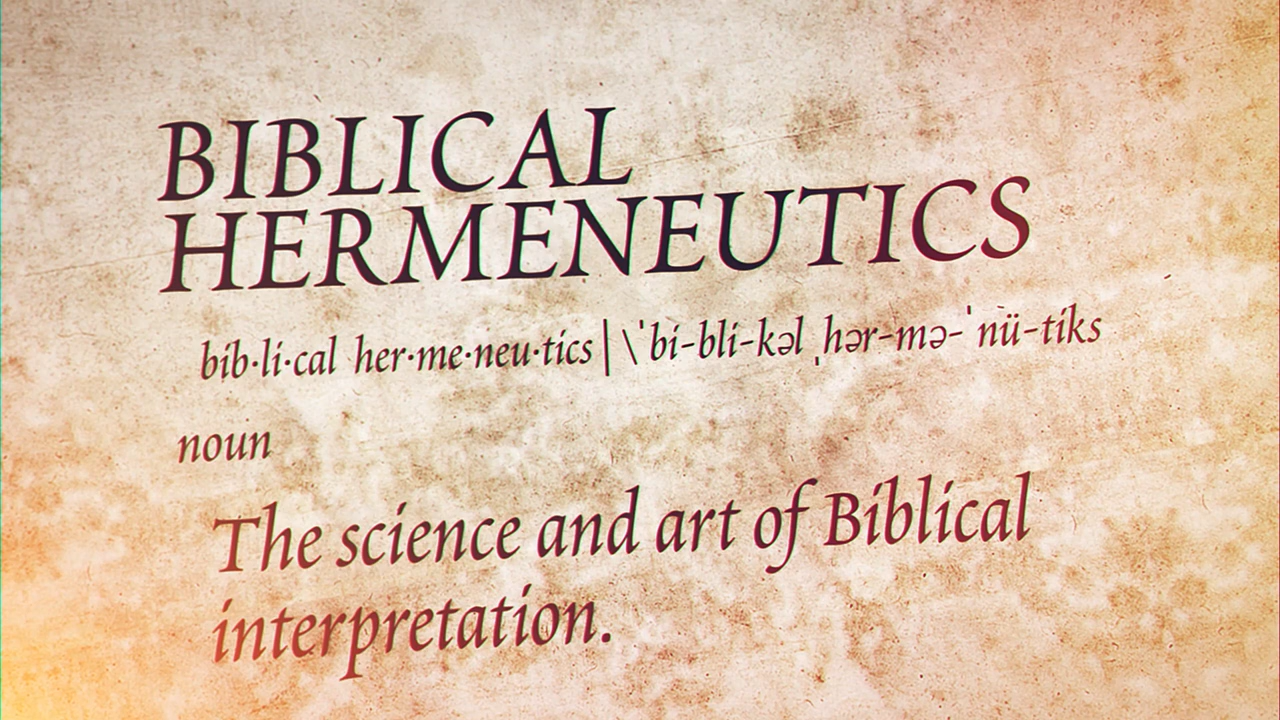 BIBLICAL
HERMENEUTICS
bib·li·cal her·me·neu·tics | \ ˈbi-bli-kəl ˌhər-mə-ˈnü-tiks
noun
The science and art of Biblical
interpretation.